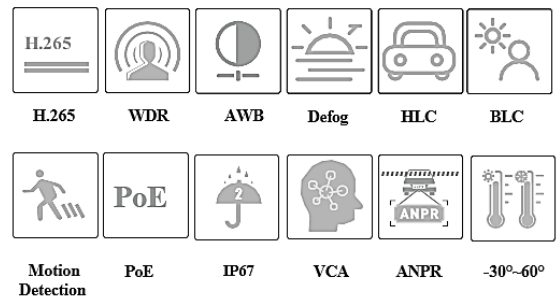 H.265
H.265 WDR AWB Defog HLC BLC
PoE 2 ANPR
Motion Detection PoE IP67 VCA ANPR -30°~60°